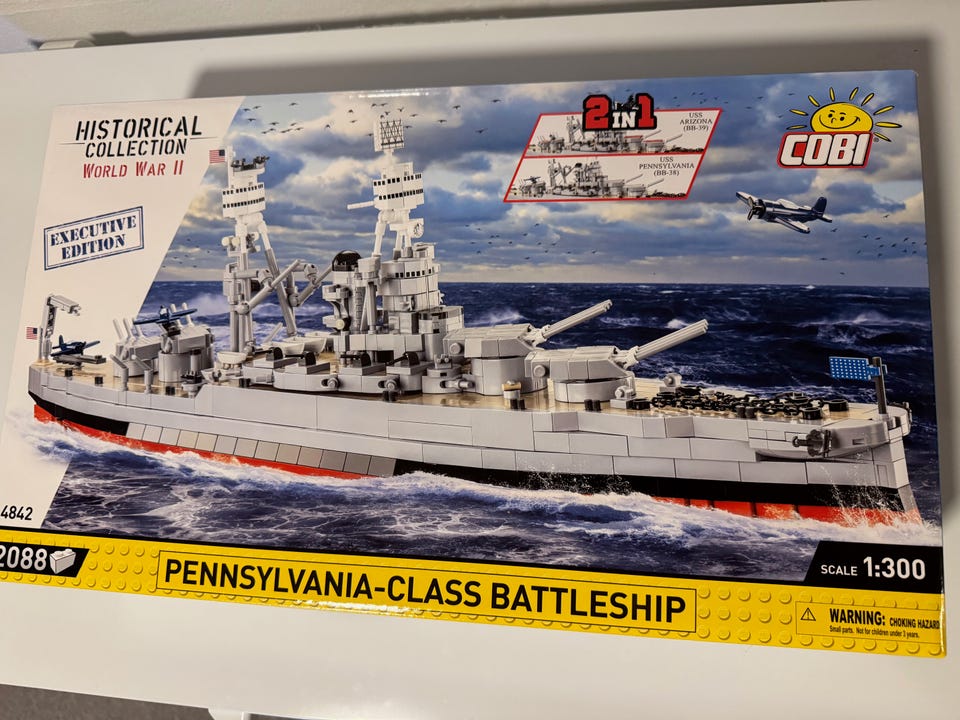 HISTORICAL
COLLECTION
WORLD WAR II
EXECUTIVE
EDITION
2 IN 1
USS
ARIZONA
(BB-39)
USS
PENNSYLVANIA
(BB-38)
COBI
4842
2088
PENNSYLVANIA-CLASS BATTLESHIP
SCALE 1:300
WARNING: CHOKING HAZARD
Small parts. Not for children under 3 years.